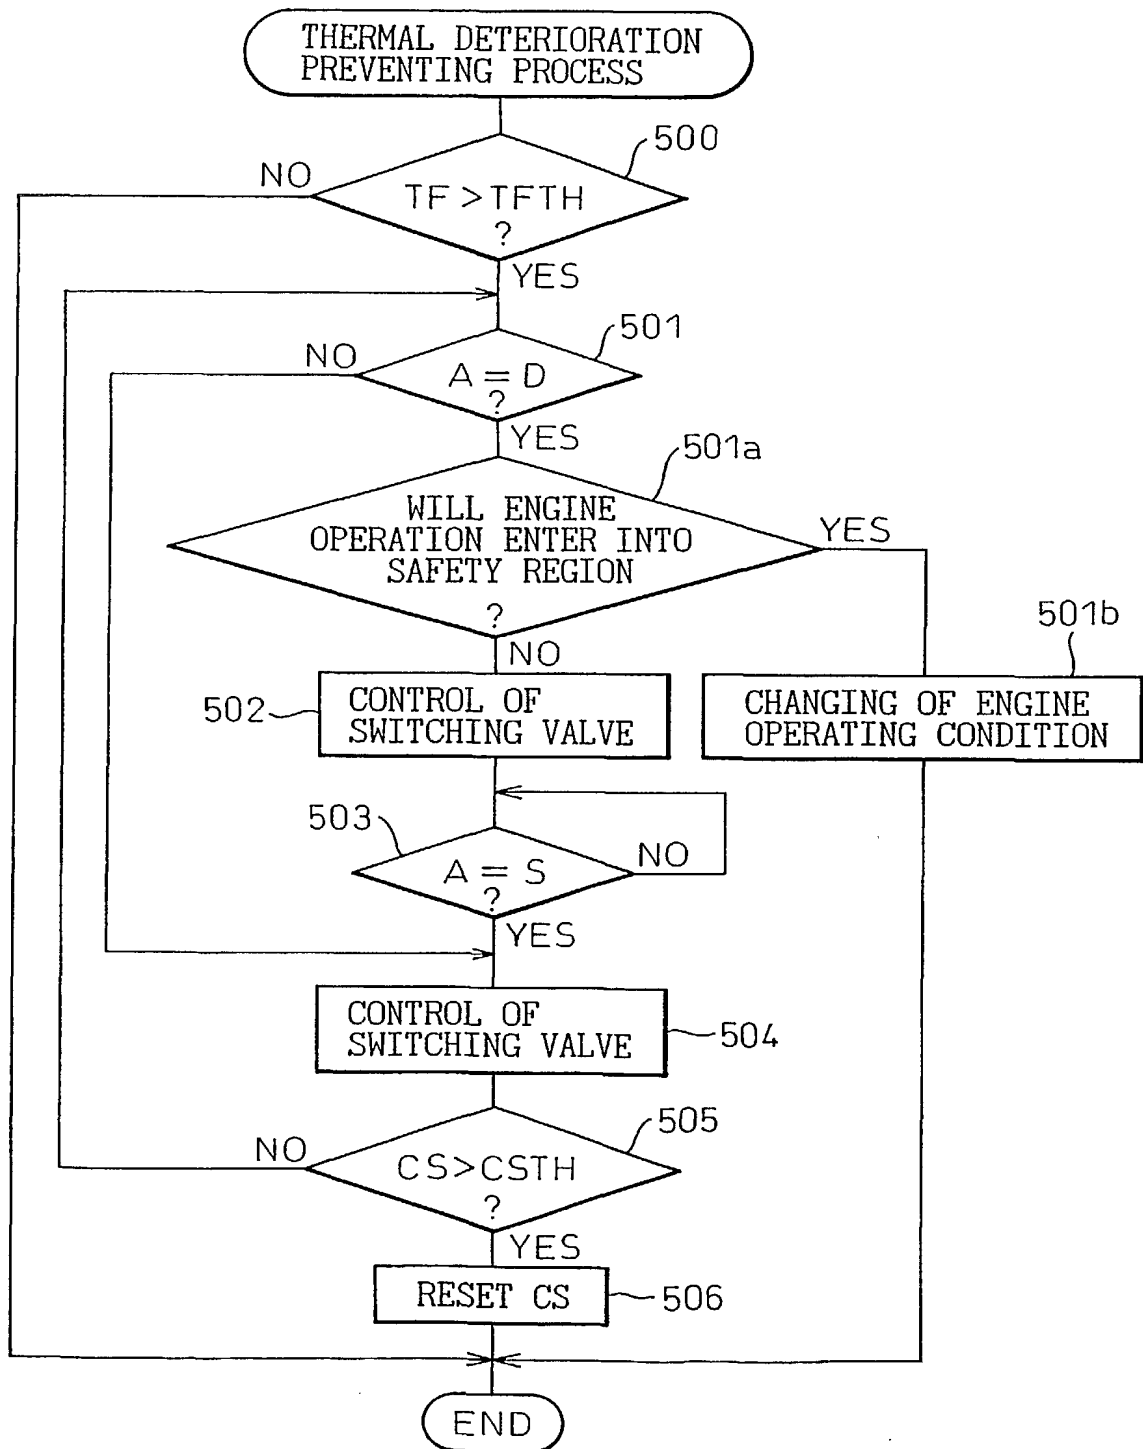 THERMAL DETERIORATION
PREVENTING PROCESS
500
NO
TF>TFTH
?
YES
501
NO
A=D
?
YES
501a
WILL ENGINE
OPERATION ENTER INTO
SAFETY REGION
?
YES
NO
501b
502
CONTROL OF
SWITCHING VALVE
CHANGING OF ENGINE
OPERATING CONDITION
503
A=S
?
NO
YES
CONTROL OF
SWITCHING VALVE
504
505
NO
CS>CSTH
?
YES
RESET CS
506
END